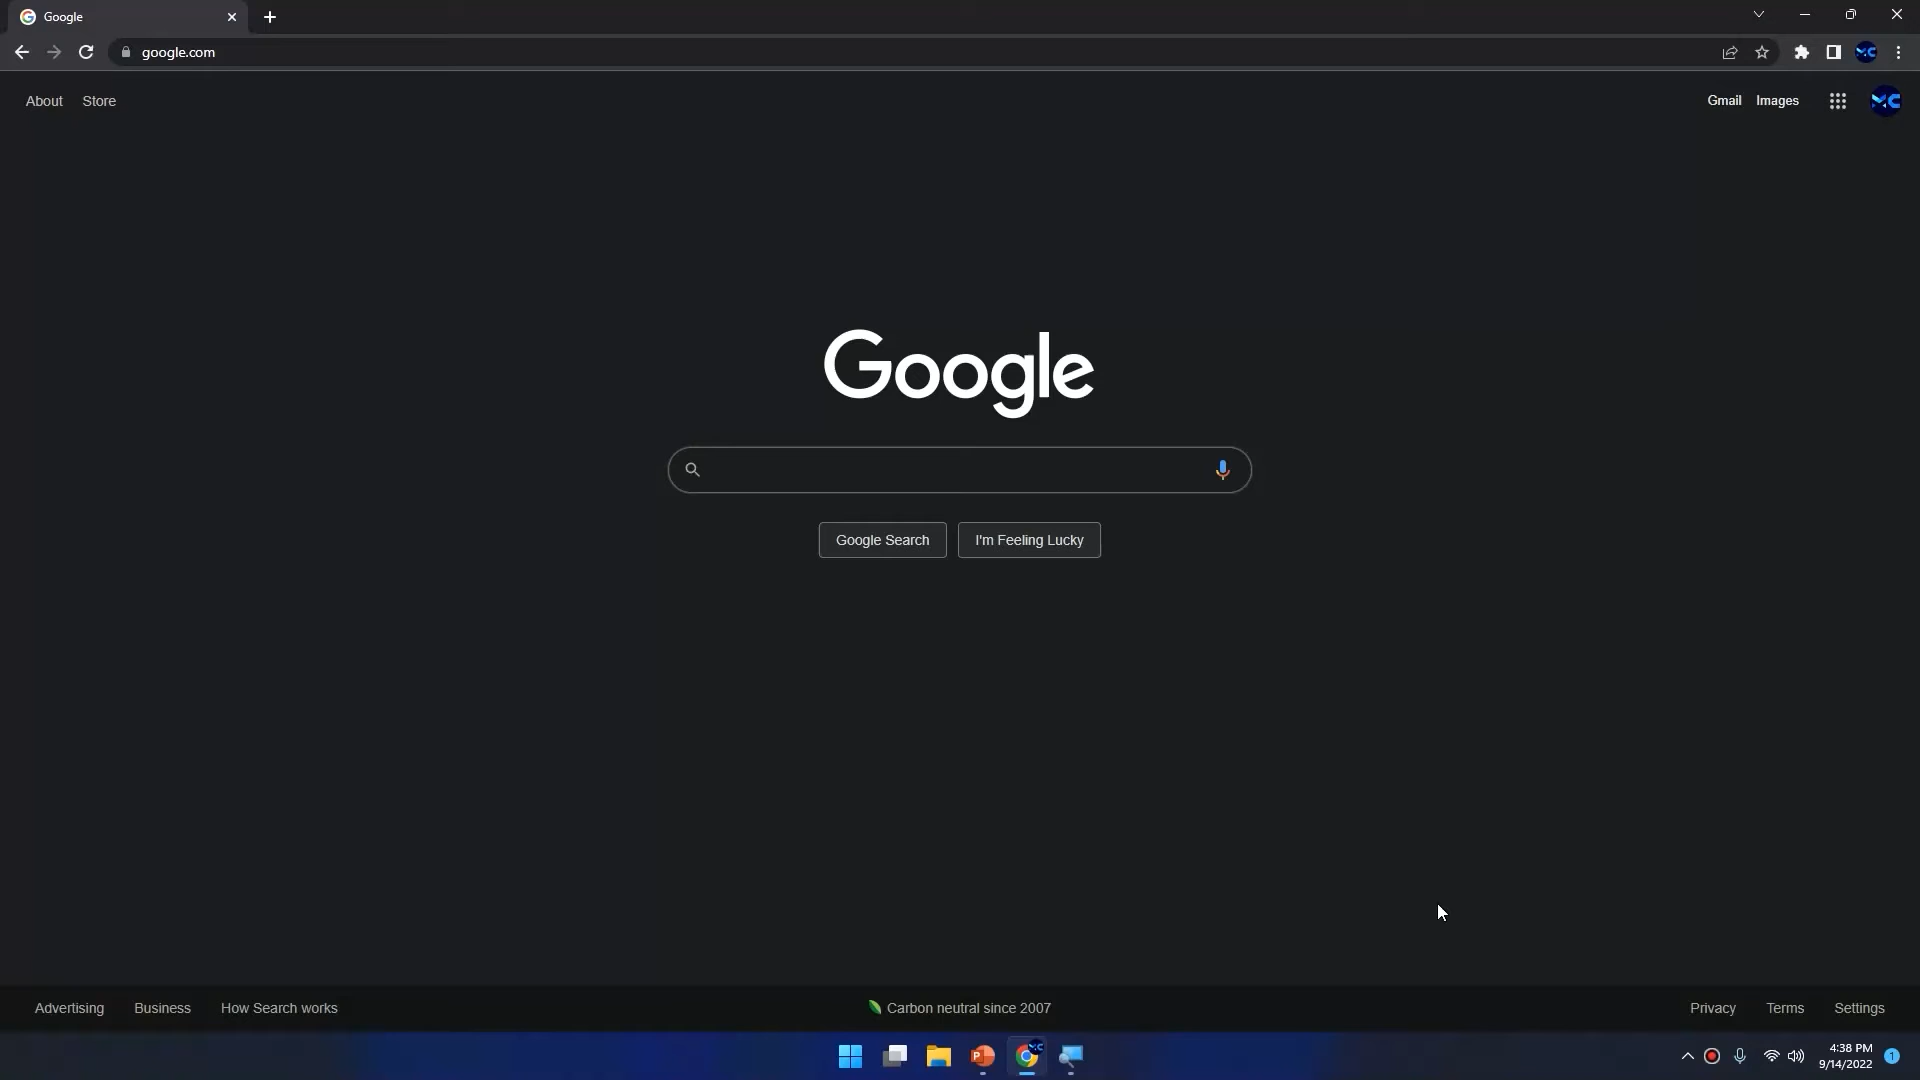 Google
google.com
About Store
Gmail Images
Google
Google Search I'm Feeling Lucky
Advertising Business How Search works
Carbon neutral since 2007
Privacy Terms Settings
4:38 PM
9/14/2022
1